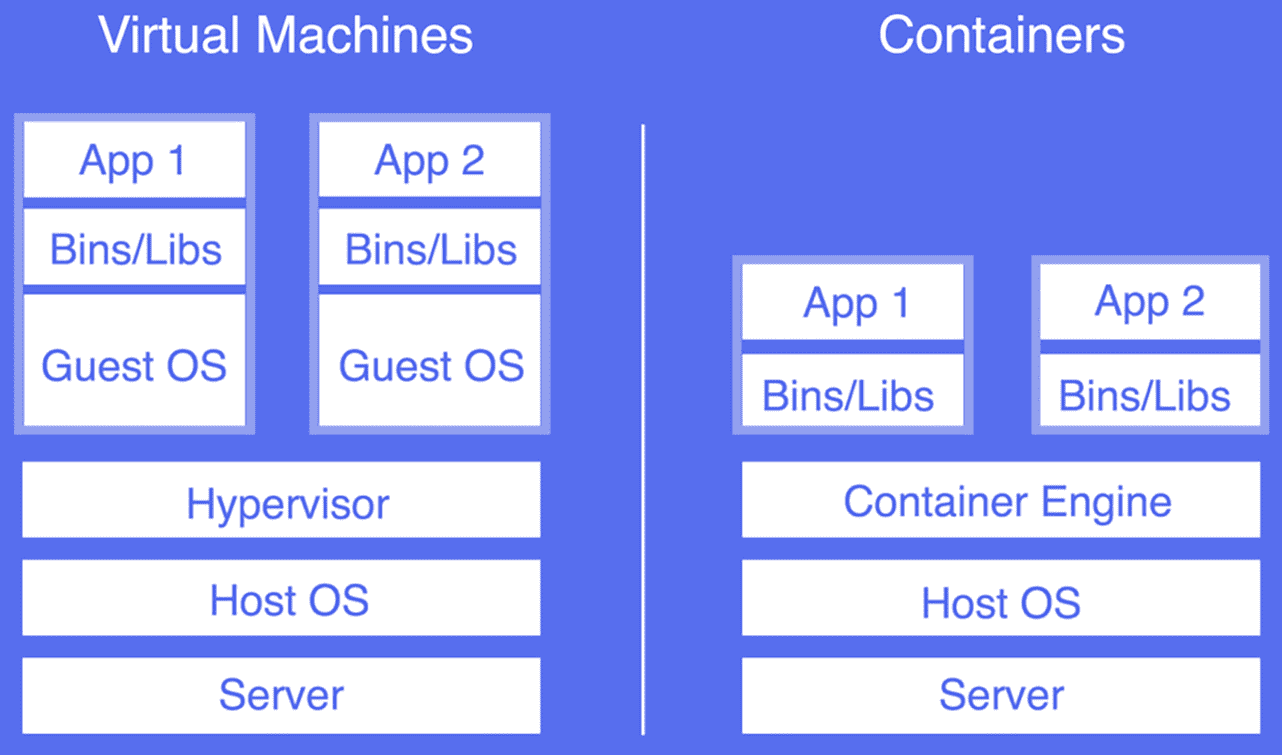 Virtual Machines
App 1
Bins/Libs
Guest OS
App 2
Bins/Libs
Guest OS
Hypervisor
Host OS
Server
Containers
App 1
Bins/Libs
App 2
Bins/Libs
Container Engine
Host OS
Server